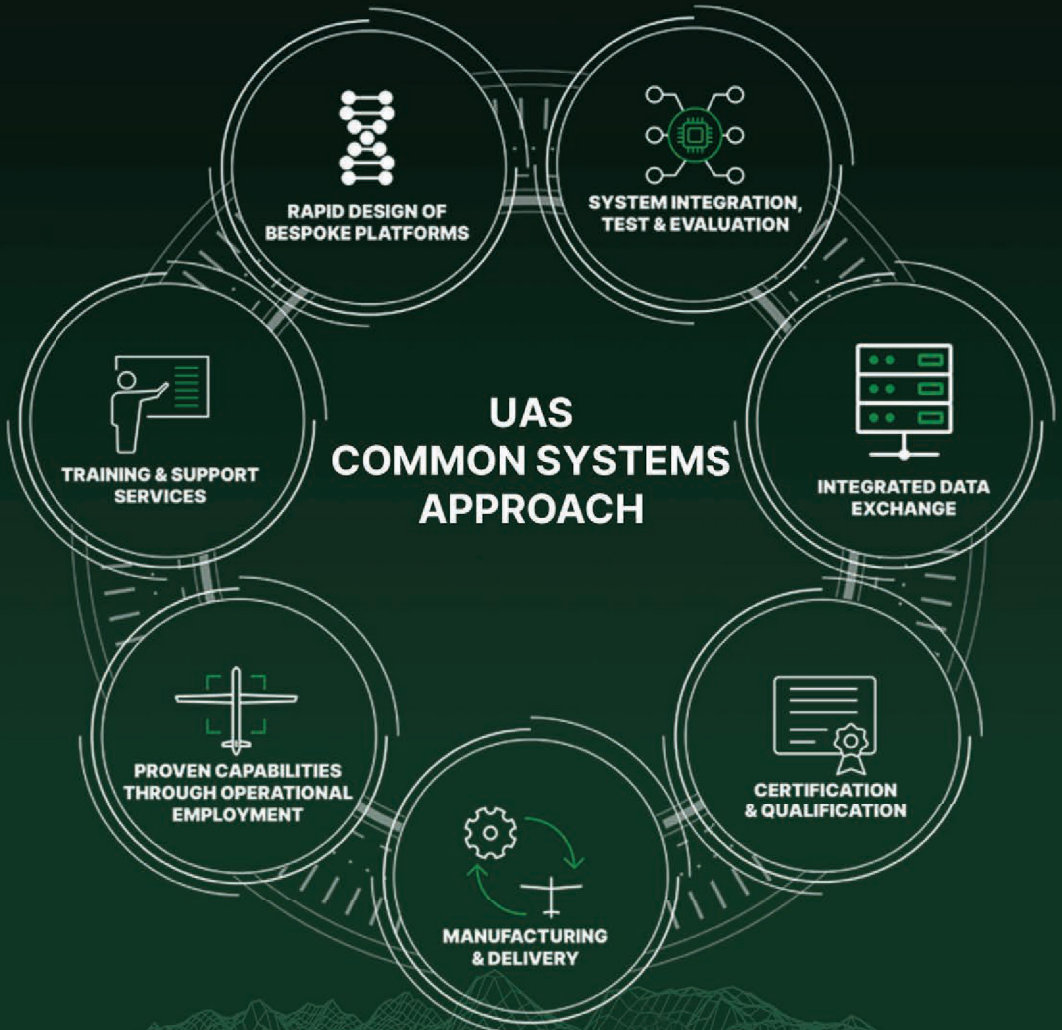 RAPID DESIGN OF
BESPOKE PLATFORMS
SYSTEM INTEGRATION,
TEST & EVALUATION
TRAINING & SUPPORT
SERVICES
UAS
COMMON SYSTEMS
APPROACH
INTEGRATED DATA
EXCHANGE
PROVEN CAPABILITIES
THROUGH OPERATIONAL
EMPLOYMENT
CERTIFICATION
& QUALIFICATION
MANUFACTURING
& DELIVERY